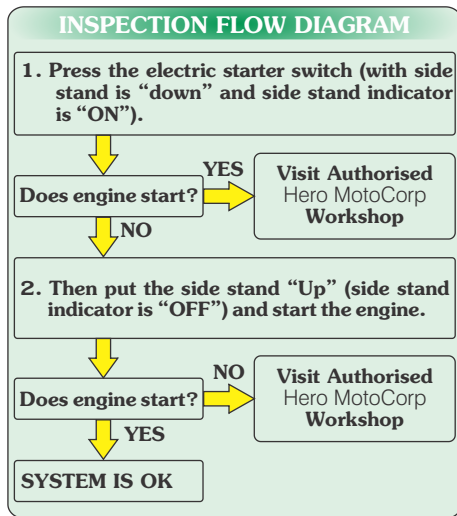 INSPECTION FLOW DIAGRAM
1. Press the electric starter switch (with side
stand is “down” and side stand indicator
is “ON”).
Does engine start?
YES
Visit Authorised
Hero MotoCorp
Workshop
NO
2. Then put the side stand “Up” (side stand
indicator is “OFF”) and start the engine.
Does engine start?
NO
Visit Authorised
Hero MotoCorp
Workshop
YES
SYSTEM IS OK